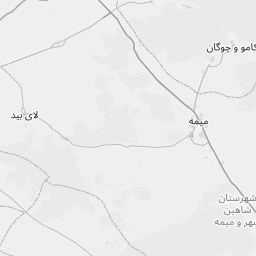 کامو و چوگان
میمه
لای بید
شهرستان
شاهین
شهر و میمه